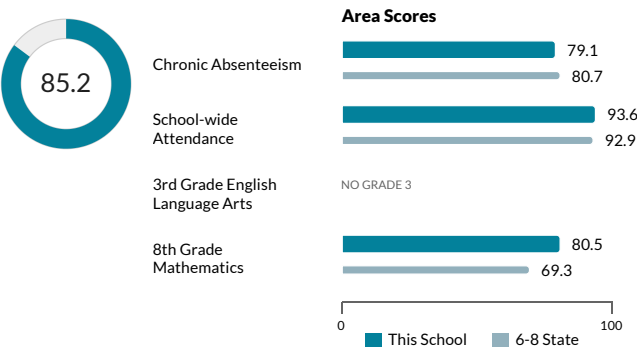 Area Scores
85.2
Chronic Absenteeism
79.1
80.7
School-wide
Attendance
93.6
92.9
3rd Grade English
Language Arts
NO GRADE 3
8th Grade
Mathematics
80.5
69.3
0
100
This School
6-8 State